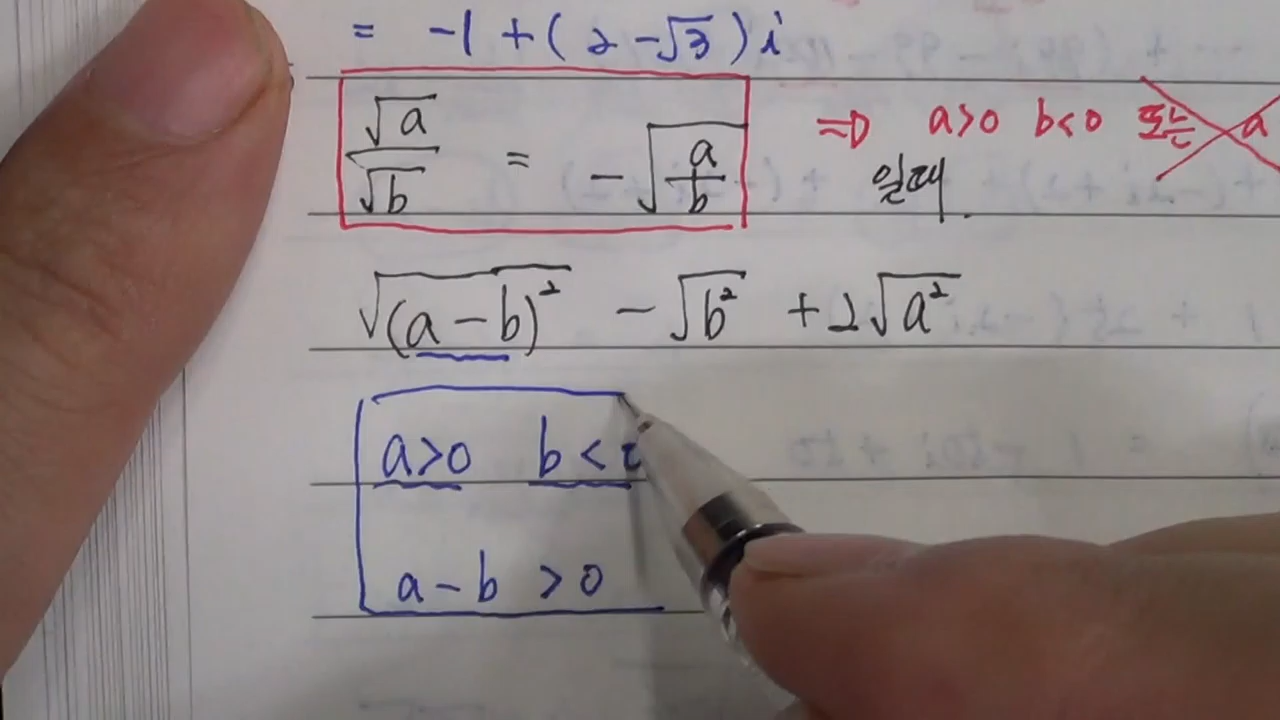 = -1 + ( 2 - √3 ) i
√a / √b = - √(a/b) ⇒ a>0 b<0 또는 a
일때.
√(a-b)² - √b² + 2√a²
a>0 b<0
a-b >0